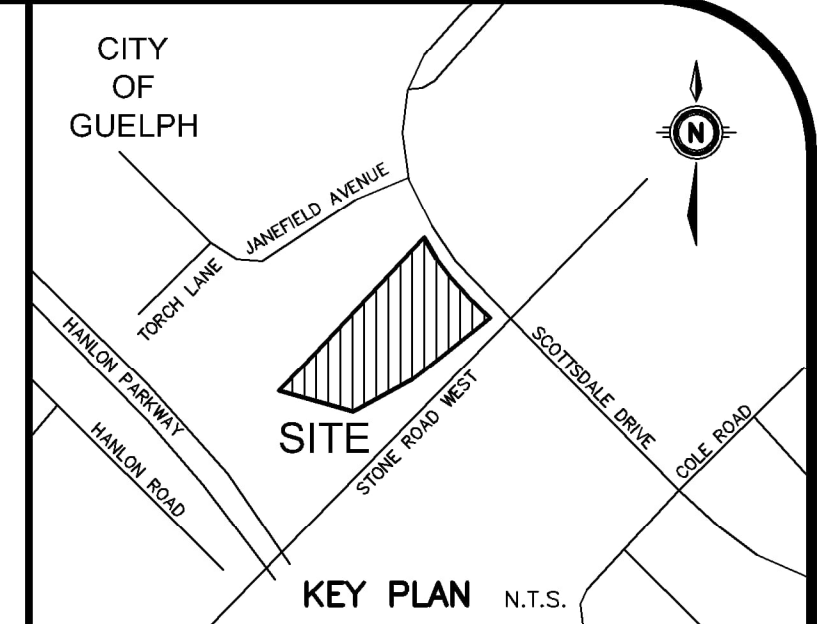 CITY
OF
GUELPH
N
JANEFIELD AVENUE
TORCH LANE
HANLON PARKWAY
HANLON ROAD
SITE
STONE ROAD WEST
SCOTTSDALE DRIVE
COLE ROAD
KEY PLAN N.T.S.